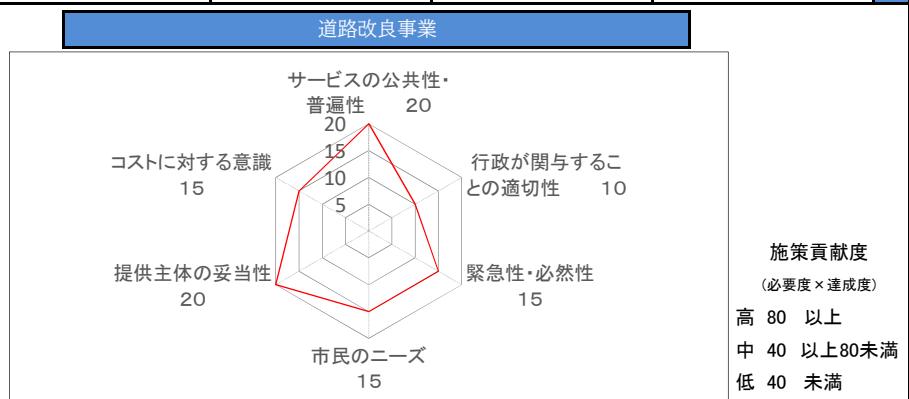 道路改良事業
サービスの公共性・
普遍性 20
20
15
10
5
コストに対する意識
15
行政が関与するこ
との適切性 10
提供主体の妥当性
20
緊急性・必然性
15
市民のニーズ
15
施策貢献度
(必要度×達成度)
高 80 以上
中 40 以上80未満
低 40 未満